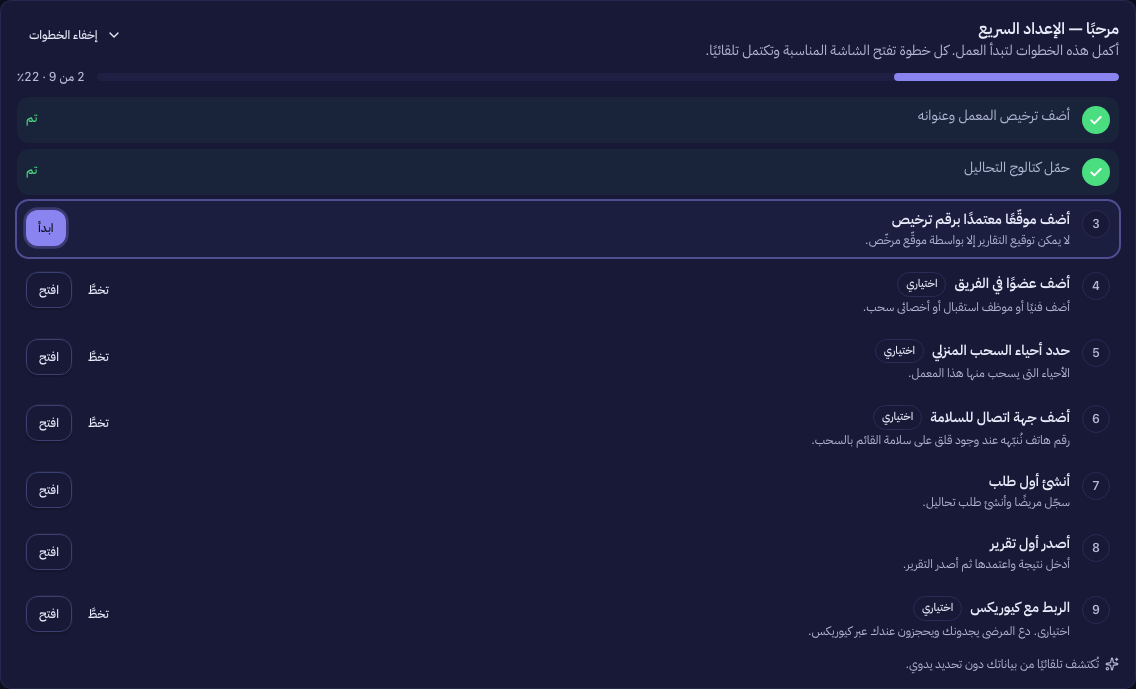 مرحبًا — الإعداد السريع
إخفاء الخطوات
أكمل هذه الخطوات لتبدأ العمل. كل خطوة تفتح الشاشة المناسبة وتكتمل تلقائيًا.
2 من 9 · 22٪
أضف ترخيص المعمل وعنوانه
تم
حمّل كتالوج التحاليل
تم
3
أضف موقّعًا معتمدًا برقم ترخيص
لا يمكن توقيع التقارير إلا بواسطة موقّع مرخّص.
ابدأ
4
أضف عضوًا في الفريق اختياري
أضف فنيًا أو موظف استقبال أو أخصائي سحب.
تخطَّ
افتح
5
حدد أحياء السحب المنزلي اختياري
الأحياء التي يسحب منها هذا المعمل.
تخطَّ
افتح
6
أضف جهة اتصال للسلامة اختياري
رقم هاتف نُنبّهه عند وجود قلق على سلامة القائم بالسحب.
تخطَّ
افتح
7
أنشئ أول طلب
سجّل مريضًا وأنشئ طلب تحاليل.
افتح
8
أصدر أول تقرير
أدخل نتيجة واعتمدها ثم أصدر التقرير.
افتح
9
الربط مع كيوريكس اختياري
اختياري. دع المرضى يجدونك ويحجزون عندك عبر كيوريكس.
تخطَّ
افتح
تُكتشف تلقائيًا من بياناتك دون تحديد يدوي.